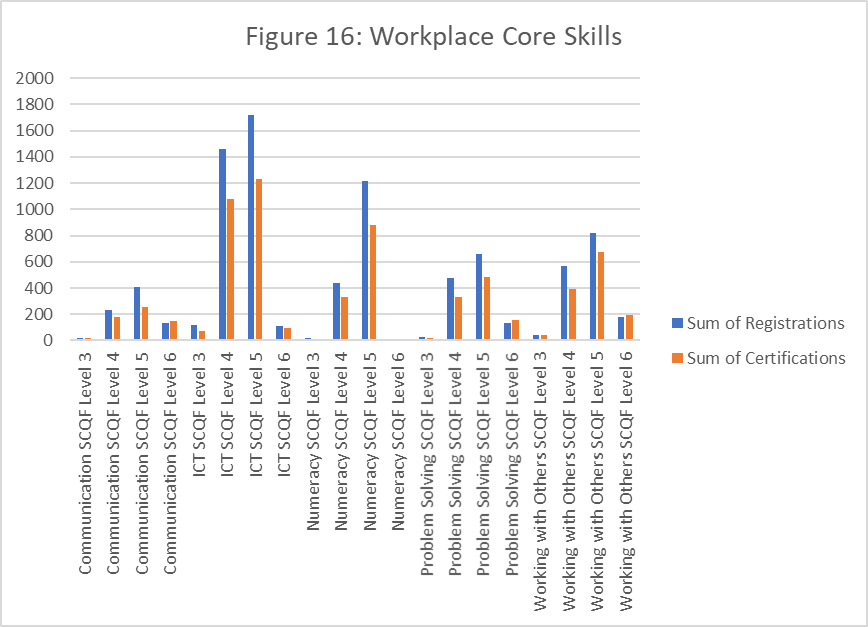 Figure 16: Workplace Core Skills
2000
1800
1600
1400
1200
1000
800
600
400
200
0
Communication SCQF Level 3
Communication SCQF Level 4
Communication SCQF Level 5
Communication SCQF Level 6
ICT SCQF Level 3
ICT SCQF Level 4
ICT SCQF Level 5
ICT SCQF Level 6
Numeracy SCQF Level 3
Numeracy SCQF Level 4
Numeracy SCQF Level 5
Numeracy SCQF Level 6
Problem Solving SCQF Level 3
Problem Solving SCQF Level 4
Problem Solving SCQF Level 5
Problem Solving SCQF Level 6
Working with Others SCQF Level 3
Working with Others SCQF Level 4
Working with Others SCQF Level 5
Working with Others SCQF Level 6
Sum of Registrations
Sum of Certifications